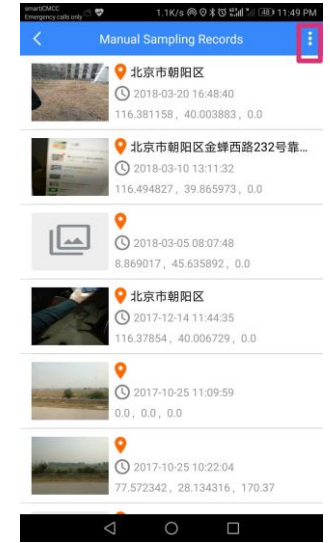 smartCMCC
Emergency calls only
1.1K/s
48
11:49 PM
Manual Sampling Records
北京市朝阳区
2018-03-20 16:48:40
116.381158, 40.003883, 0.0
北京市朝阳区金蝉西路232号靠...
2018-03-10 13:11:32
116.494827, 39.865973, 0.0
2018-03-05 08:07:48
8.869017, 45.635892, 0.0
北京市朝阳区
2017-12-14 11:44:35
116.37854, 40.006729, 0.0
2017-10-25 11:09:59
0.0, 0.0, 0.0
2017-10-25 10:22:04
77.572342, 28.134316, 170.37